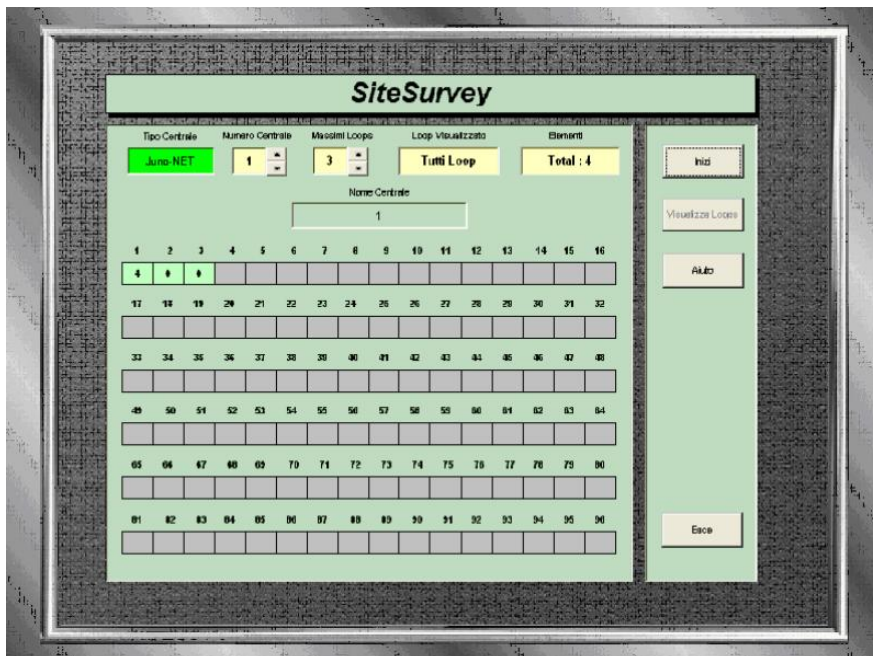 SiteSurvey
Tipo Centrale Numero Centrale Massimi Loops Loop Visualizzato Elementi
Juno-NET 1 3 Tutti Loop Total : 4
Nome Centrale
1
Inizi
Visualizza Loops
Aiuto
Esce
1 2 3 4 5 6 7 8 9 10 11 12 13 14 15 16
4 0 0
17 18 19 20 21 22 23 24 25 26 27 28 29 30 31 32
33 34 35 36 37 38 39 40 41 42 43 44 45 46 47 48
49 50 51 52 53 54 55 56 57 58 59 60 61 62 63 64
65 66 67 68 69 70 71 72 73 74 75 76 77 78 79 80
81 82 83 84 85 86 87 88 89 90 91 92 93 94 95 96